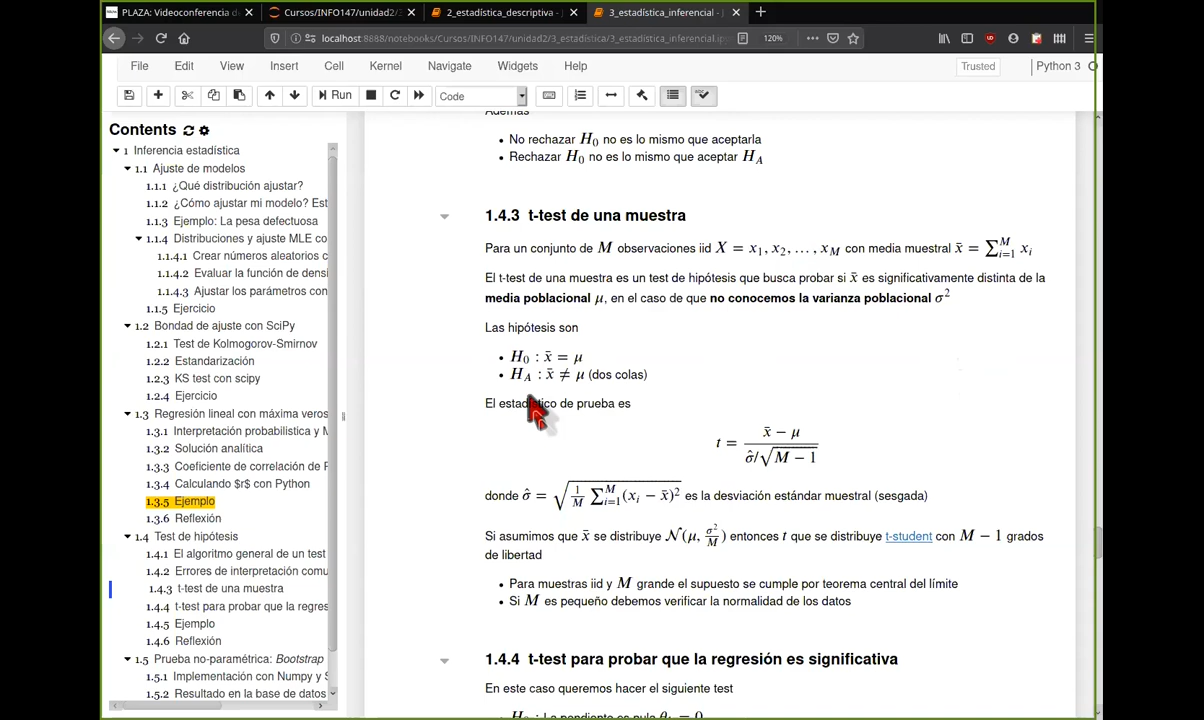 PLAZA: Videoconferencia de
Cursos/INFO147/unidad2/
2_estadística_descriptiva - J
3_estadística_inferencial - J
localhost:8888/notebooks/Cursos/INFO147/unidad2/3_estadistica/3_estadistica_inferencial.ip
120%
File Edit View Insert Cell Kernel Navigate Widgets Help
Trusted
Python 3
Run
Code
Contents
1 Inferencia estadística
1.1 Ajuste de modelos
1.1.1 ¿Qué distribución ajustar?
1.1.2 ¿Cómo ajustar mi modelo? Est
1.1.3 Ejemplo: La pesa defectuosa
1.1.4 Distribuciones y ajuste MLE co
1.1.4.1 Crear números aleatorios c
1.1.4.2 Evaluar la función de densi
1.1.4.3 Ajustar los parámetros con
1.1.5 Ejercicio
1.2 Bondad de ajuste con SciPy
1.2.1 Test de Kolmogorov-Smirnov
1.2.2 Estandarización
1.2.3 KS test con scipy
1.2.4 Ejercicio
1.3 Regresión lineal con máxima veros
1.3.1 Interpretación probabilistica y M
1.3.2 Solución analítica
1.3.3 Coeficiente de correlación de P
1.3.4 Calculando $r$ con Python
1.3.5 Ejemplo
1.3.6 Reflexión
1.4 Test de hipótesis
1.4.1 El algoritmo general de un test
1.4.2 Errores de interpretación comu
1.4.3 t-test de una muestra
1.4.4 t-test para probar que la regres
1.4.5 Ejemplo
1.4.6 Reflexión
1.5 Prueba no-paramétrica: Bootstrap
1.5.1 Implementación con Numpy y S
1.5.2 Resultado en la base de datos
Además
• No rechazar H₀ no es lo mismo que aceptarla
• Rechazar H₀ no es lo mismo que aceptar H_A
1.4.3 t-test de una muestra
Para un conjunto de M observaciones iid X = x₁, x₂, …, x_M con media muestral x̄ = ∑_{i=1}^{M} x_i
El t-test de una muestra es un test de hipótesis que busca probar si x̄ es significativamente distinta de la
media poblacional μ, en el caso de que no conocemos la varianza poblacional σ²
Las hipótesis son
• H₀ : x̄ = μ
• H_A : x̄ ≠ μ (dos colas)
El estadístico de prueba es
t = (x̄ − μ) / (σ̂/√(M − 1))
donde σ̂ = √(1/M ∑_{i=1}^{M} (x_i − x̄)²) es la desviación estándar muestral (sesgada)
Si asumimos que x̄ se distribuye N(μ, σ²/M) entonces t que se distribuye t-student con M − 1 grados
de libertad
• Para muestras iid y M grande el supuesto se cumple por teorema central del límite
• Si M es pequeño debemos verificar la normalidad de los datos
1.4.4 t-test para probar que la regresión es significativa
En este caso queremos hacer el siguiente test